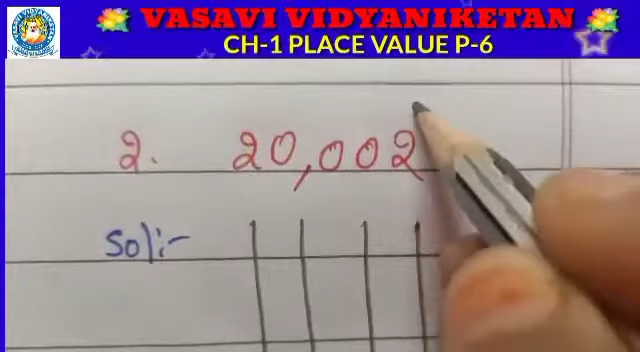 VASAVI VIDYANIKETAN
CH-1 PLACE VALUE P-6
2. 20,002
Sol:-